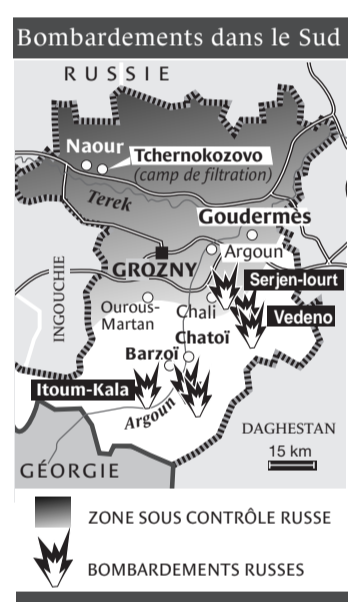 Bombardements dans le Sud
RUSSIE
Naour
Tchernokozovo
(camp de filtration)
Terek
Goudermès
Argoun
GROZNY
Serjen-Iourt
INGOUCHIE
Ourous-
Martan
Chali
Vedeno
Chatoï
Barzoï
Itoum-Kala
Argoun
DAGHESTAN
15 km
GÉORGIE
ZONE SOUS CONTRÔLE RUSSE
BOMBARDEMENTS RUSSES